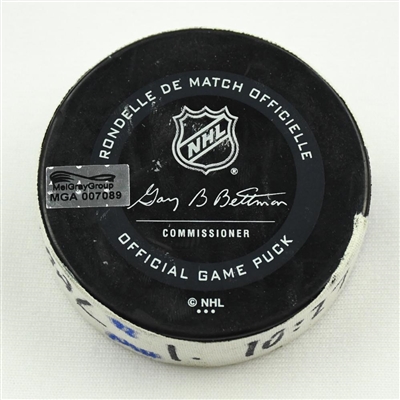 RONDELLE DE MATCH OFFICIELLE
NHL
®
MeiGrayGroup
MGA 007089
Gary B Bettman
COMMISSIONER
OFFICIAL GAME PUCK
© NHL